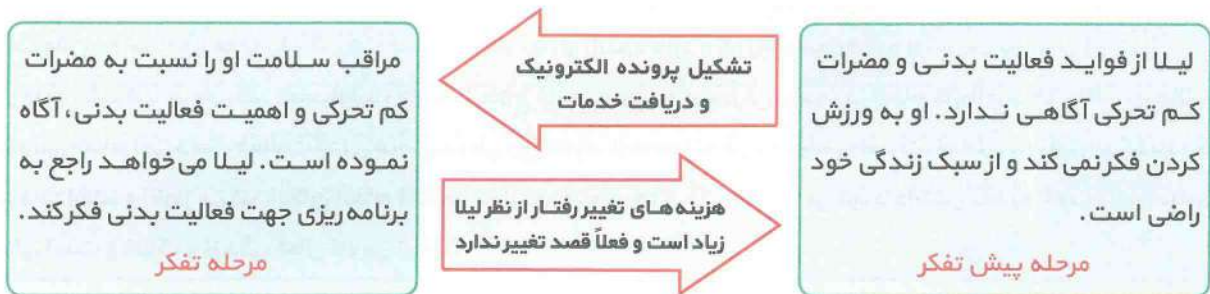 لیلا از فواید فعالیت بدنی و مضرات
کم تحرکی آگاهی ندارد. او به ورزش
کردن فکر نمی کند و از سبک زندگی خود
راضی است.
مرحله پیش تفکر
تشکیل پرونده الکترونیک
و دریافت خدمات
هزینه های تغییر رفتار از نظر لیلا
زیاد است و فعلاً قصد تغییر ندارد
مراقب سلامت او را نسبت به مضرات
کم تحرکی و اهمیت فعالیت بدنی، آگاه
نموده است. لیلا می خواهد راجع به
برنامه ریزی جهت فعالیت بدنی فکر کند.
مرحله تفکر